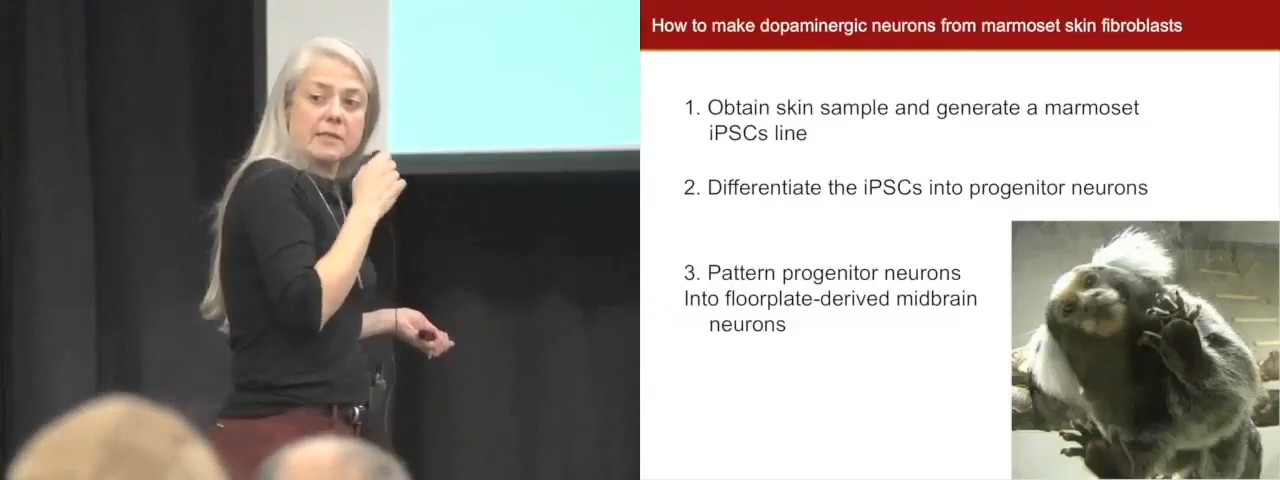 How to make dopaminergic neurons from marmoset skin fibroblasts
1. Obtain skin sample and generate a marmoset
iPSCs line
2. Differentiate the iPSCs into progenitor neurons
3. Pattern progenitor neurons
Into floorplate-derived midbrain
neurons